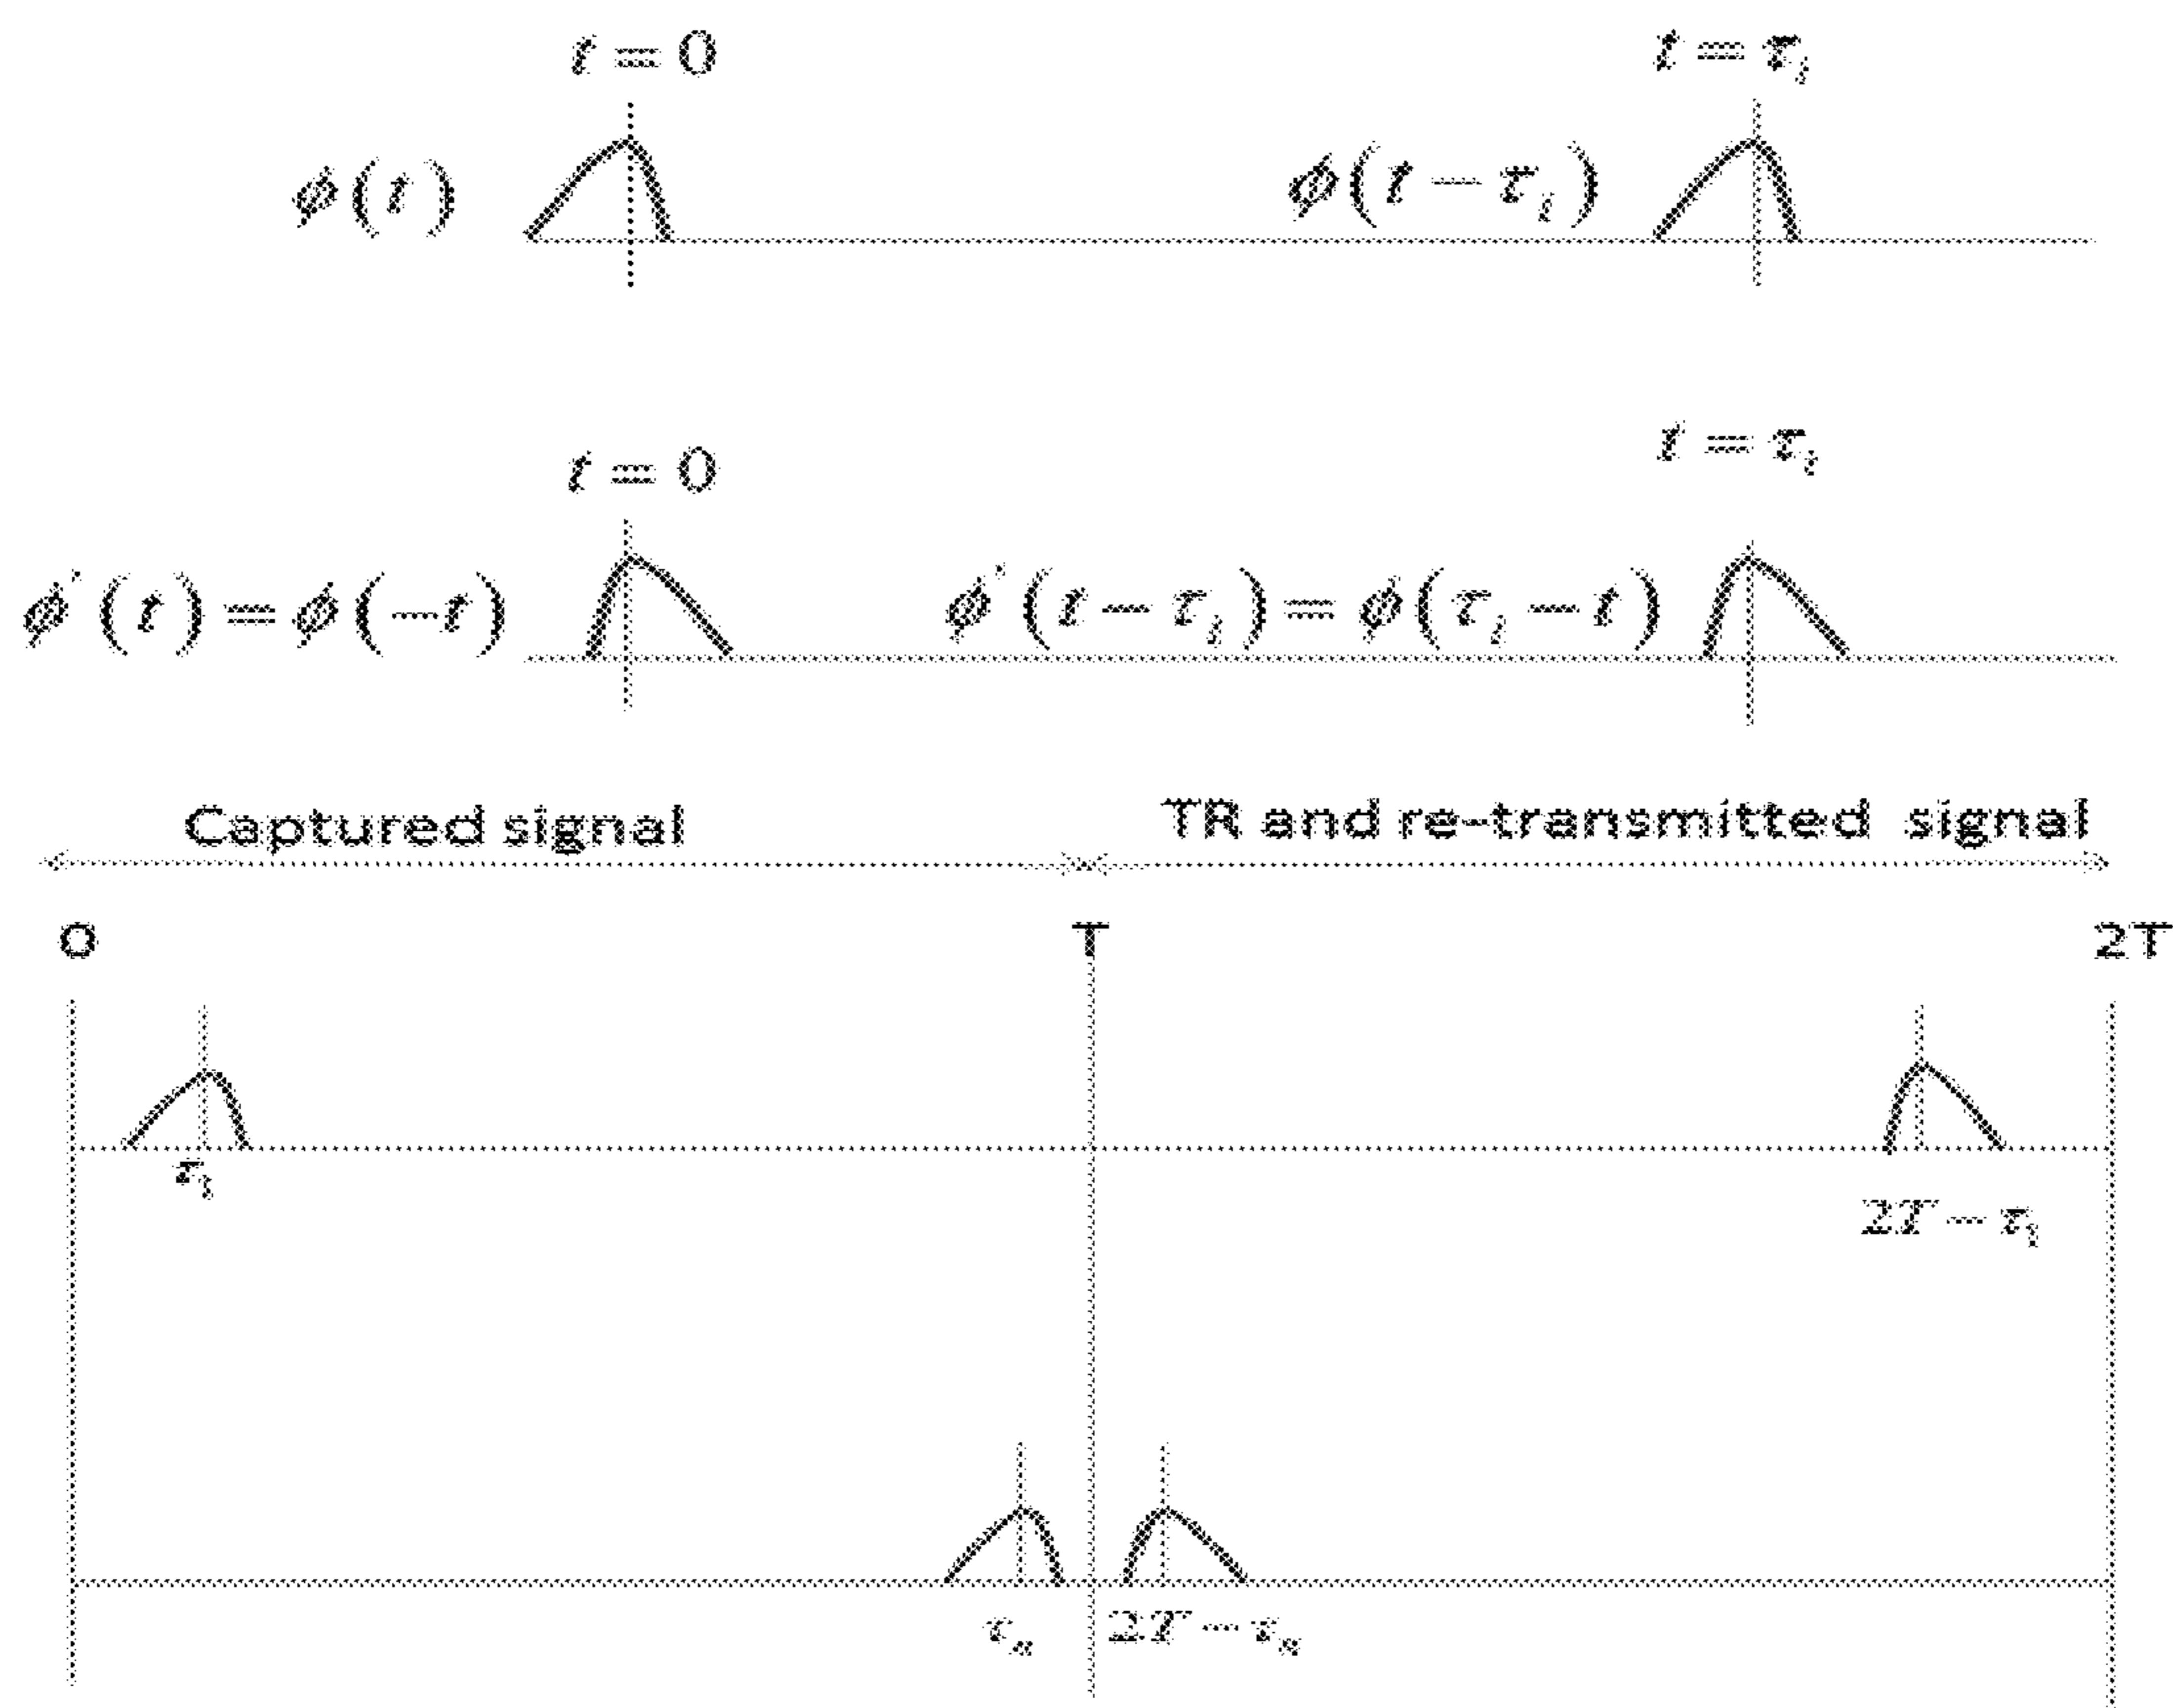 t = 0
t = τᵢ
ϕ(t)
ϕ(t − τᵢ)
t = 0
t = τᵢ
ϕ'(t) = ϕ(−t)
ϕ'(t − τᵢ) = ϕ(τᵢ − t)
Captured signal
TR and re-transmitted signal
0
T
2T
τ₁
2T − τ₁
τₙ
2T − τₙ